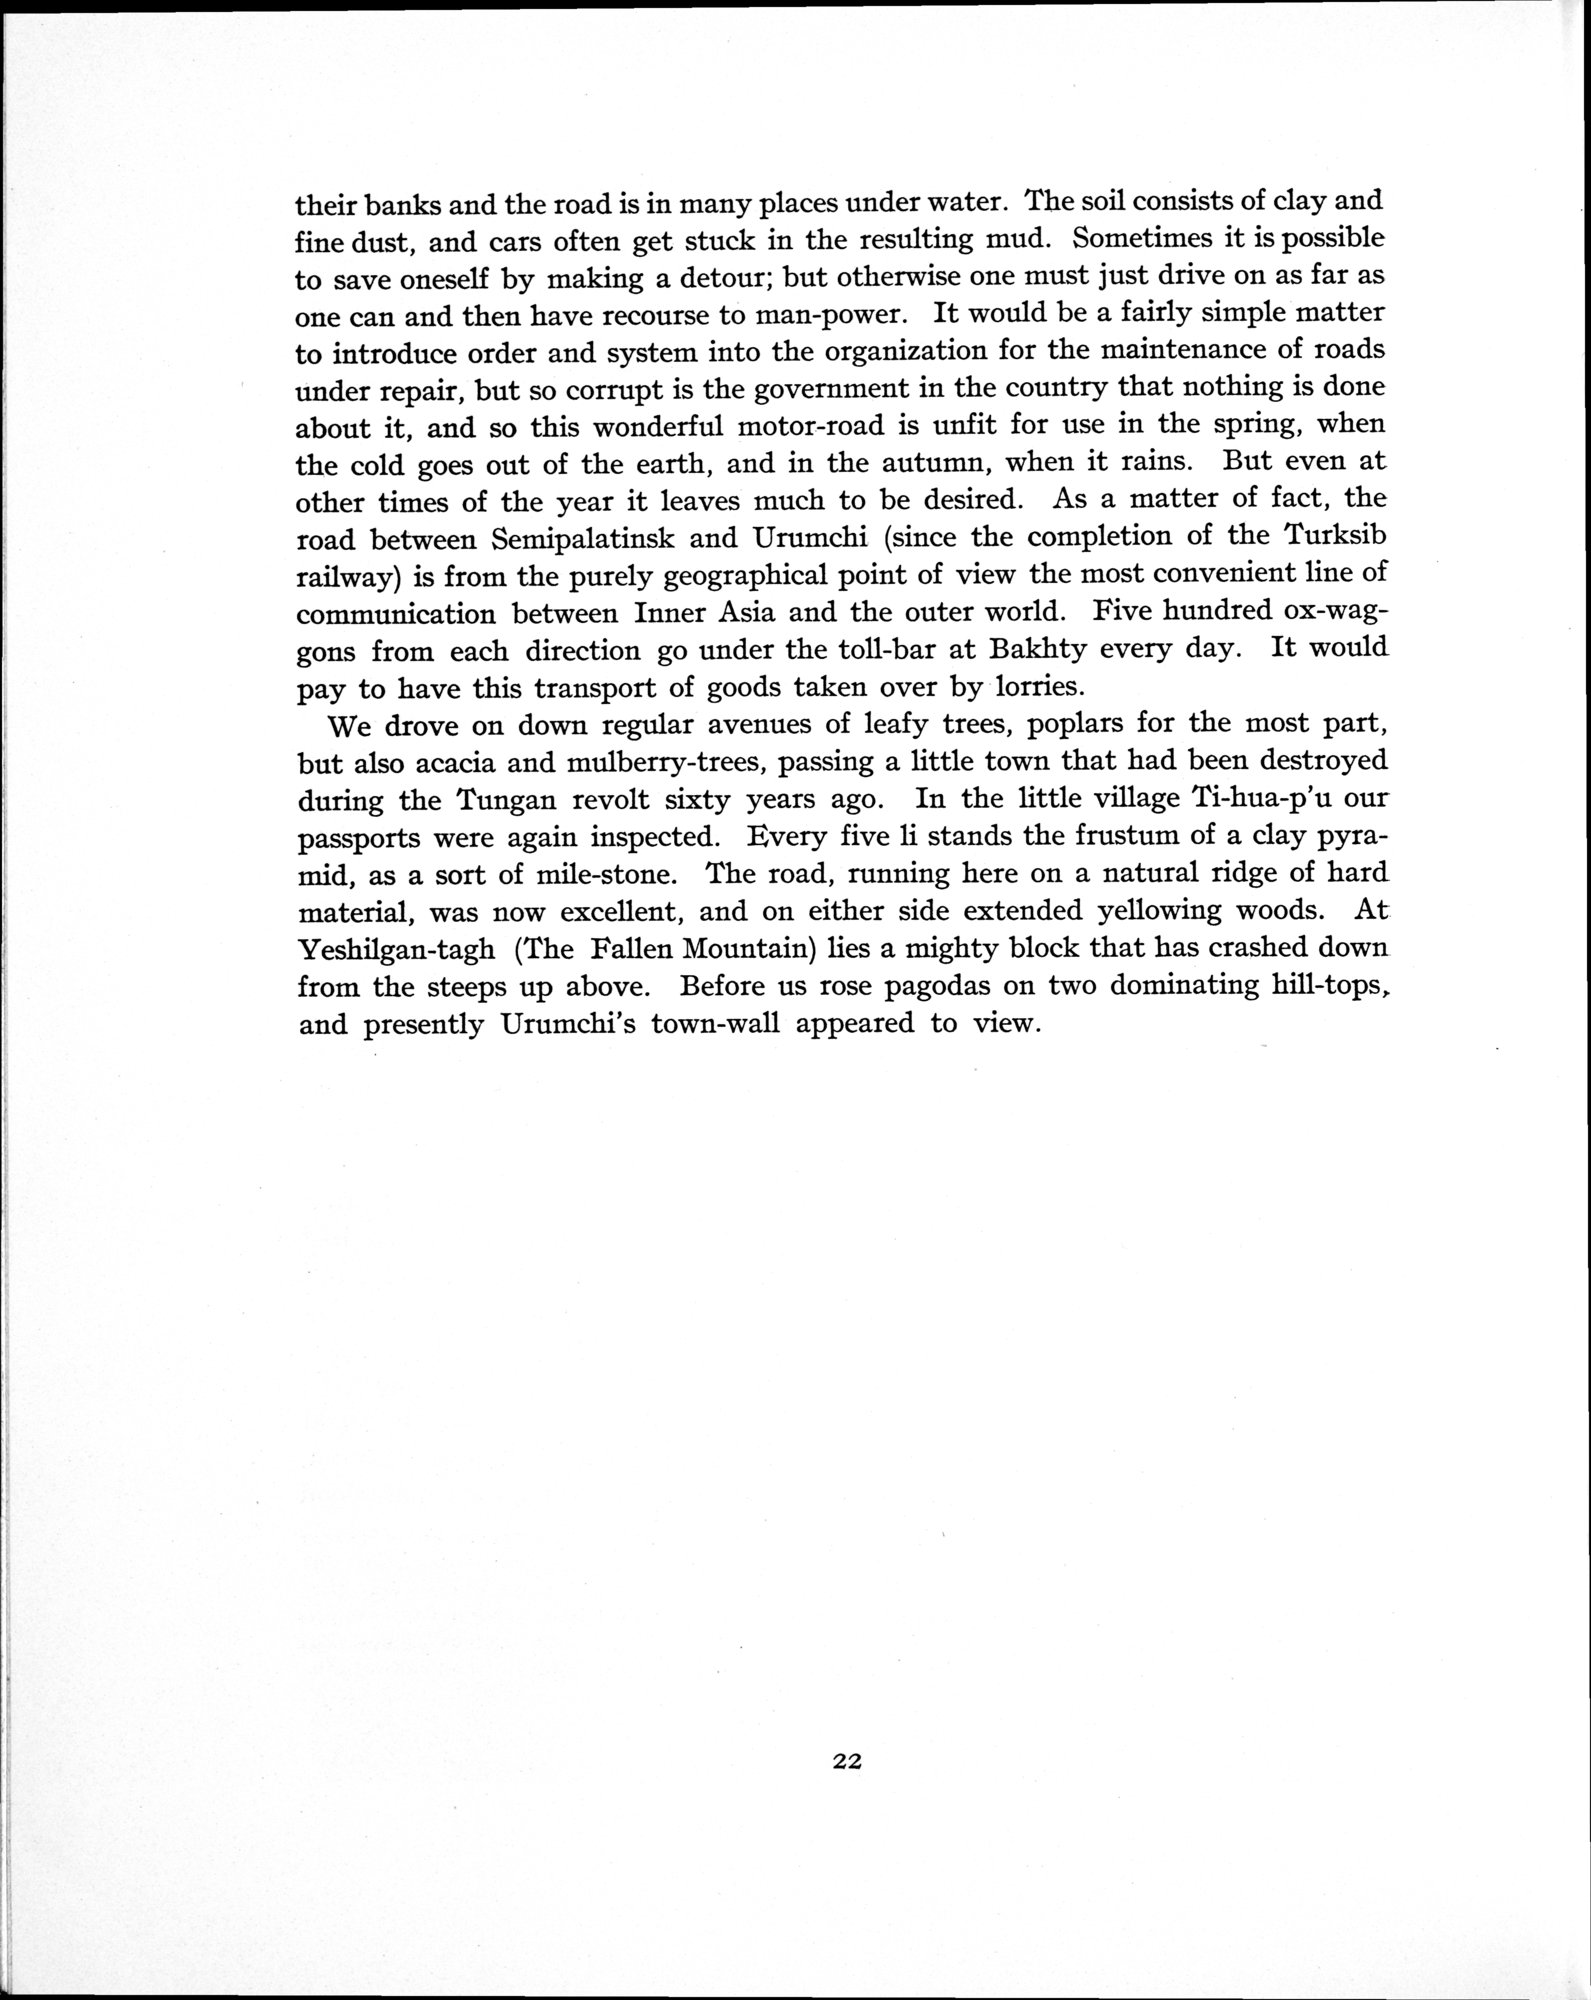 their banks and the road is in many places under water. The soil consists of clay and
fine dust, and cars often get stuck in the resulting mud. Sometimes it is possible
to save oneself by making a detour; but otherwise one must just drive on as far as
one can and then have recourse to man-power. It would be a fairly simple matter
to introduce order and system into the organization for the maintenance of roads
under repair, but so corrupt is the government in the country that nothing is done
about it, and so this wonderful motor-road is unfit for use in the spring, when
the cold goes out of the earth, and in the autumn, when it rains. But even at
other times of the year it leaves much to be desired. As a matter of fact, the
road between Semipalatinsk and Urumchi (since the completion of the Turksib
railway) is from the purely geographical point of view the most convenient line of
communication between Inner Asia and the outer world. Five hundred ox-wag-
gons from each direction go under the toll-bar at Bakhty every day. It would
pay to have this transport of goods taken over by lorries.
We drove on down regular avenues of leafy trees, poplars for the most part,
but also acacia and mulberry-trees, passing a little town that had been destroyed
during the Tungan revolt sixty years ago. In the little village Ti-hua-p'u our
passports were again inspected. Every five li stands the frustum of a clay pyra-
mid, as a sort of mile-stone. The road, running here on a natural ridge of hard
material, was now excellent, and on either side extended yellowing woods. At
Yeshilgan-tagh (The Fallen Mountain) lies a mighty block that has crashed down
from the steeps up above. Before us rose pagodas on two dominating hill-tops,
and presently Urumchi's town-wall appeared to view.
22